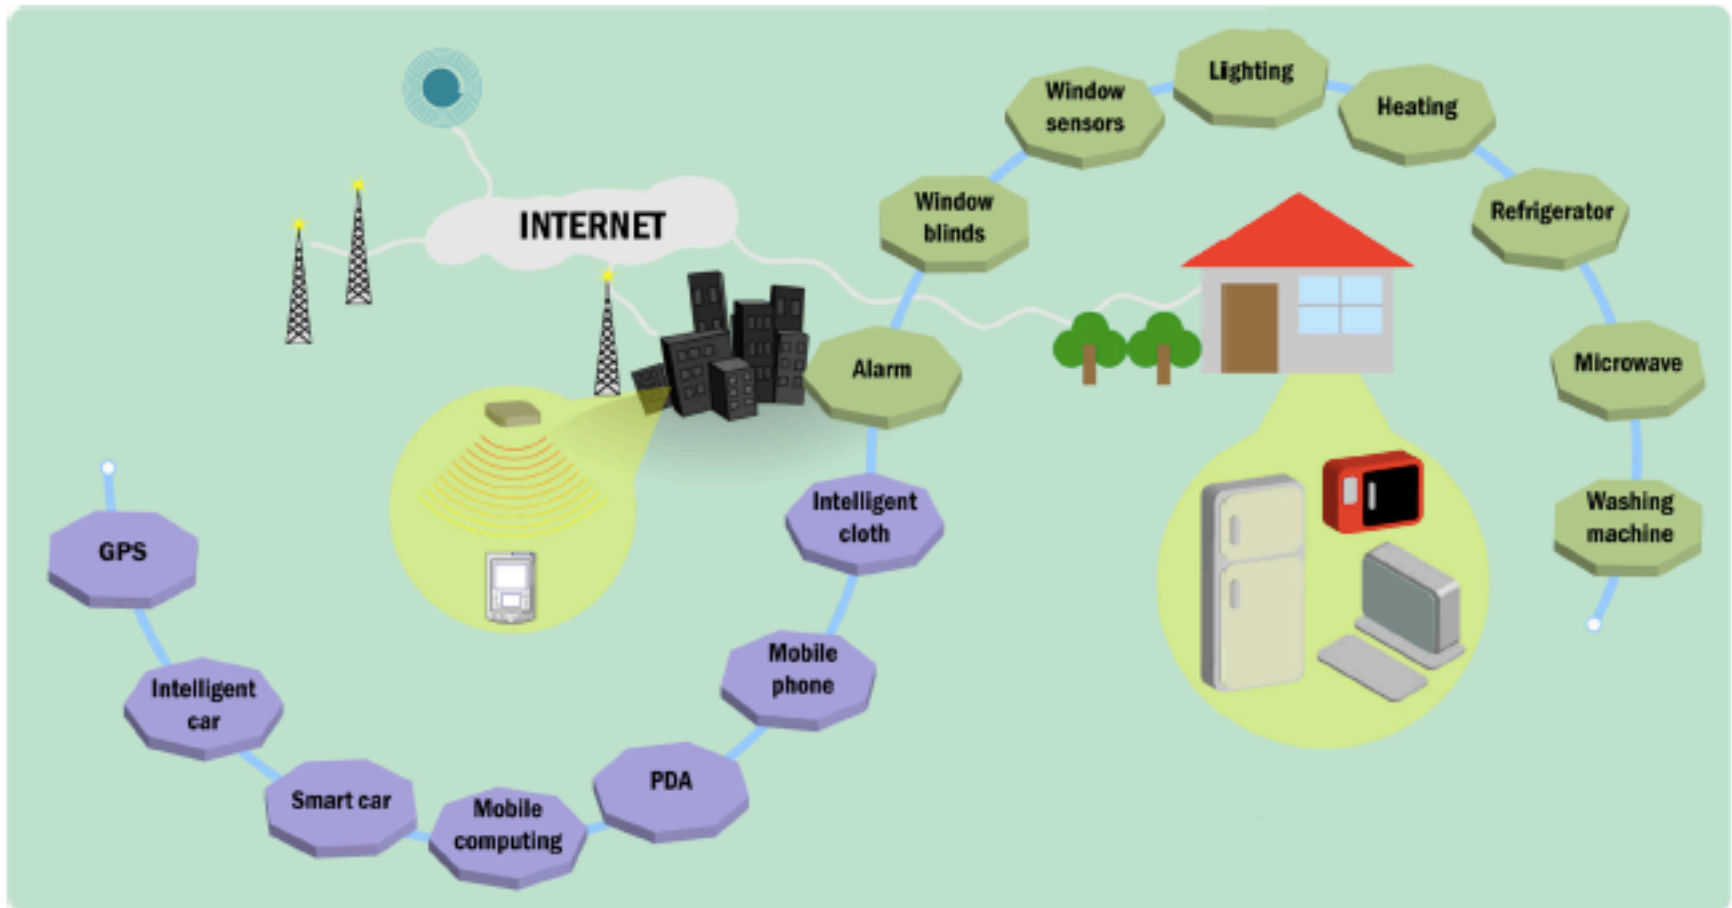 INTERNET
Lighting
Window
sensors
Heating
Window
blinds
Refrigerator
Alarm
Microwave
Intelligent
cloth
Washing
machine
GPS
Mobile
phone
Intelligent
car
PDA
Smart car
Mobile
computing